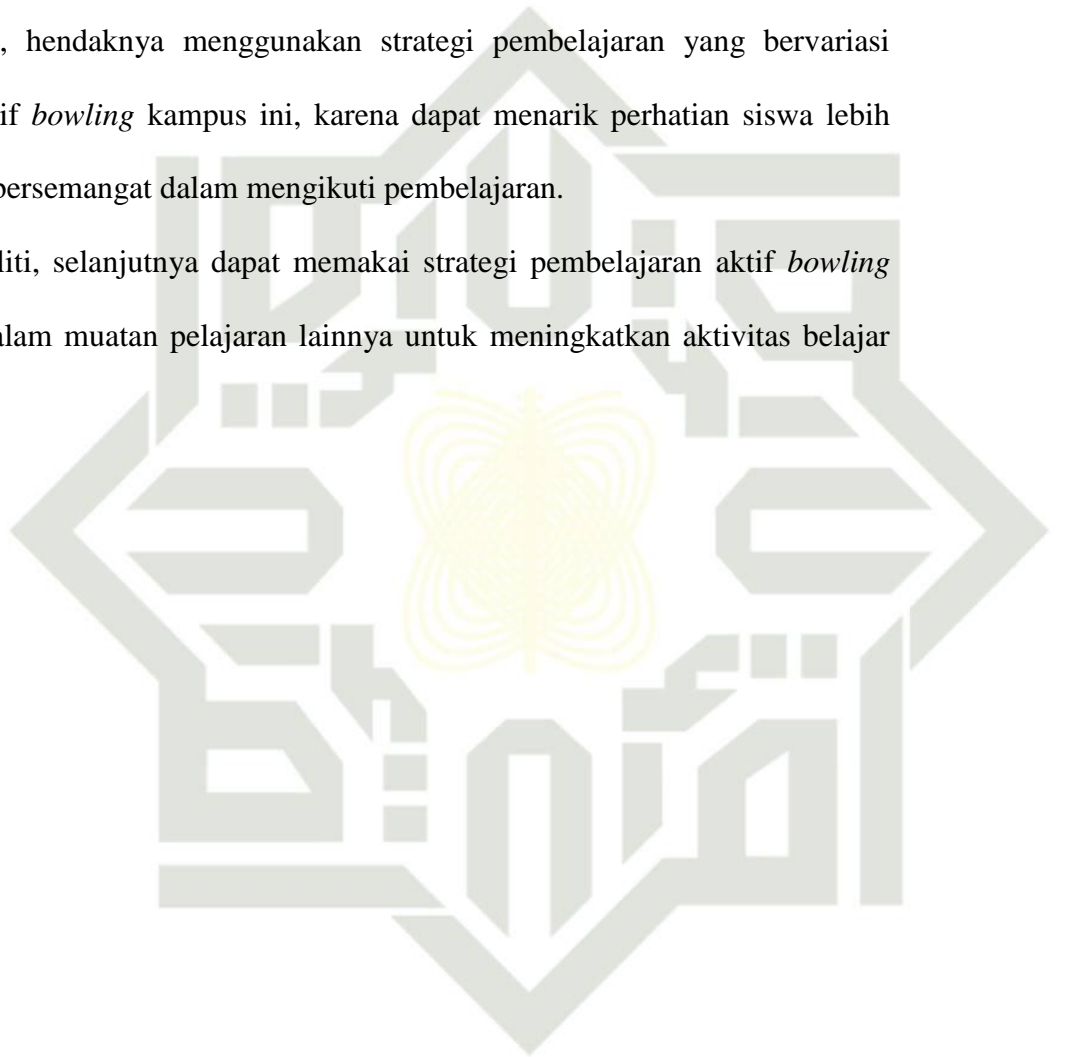 , hendaknya menggunakan strategi pembelajaran yang bervariasi
if bowling kampus ini, karena dapat menarik perhatian siswa lebih
bersemangat dalam mengikuti pembelajaran.
liti, selanjutnya dapat memakai strategi pembelajaran aktif bowling
alam muatan pelajaran lainnya untuk meningkatkan aktivitas belajar